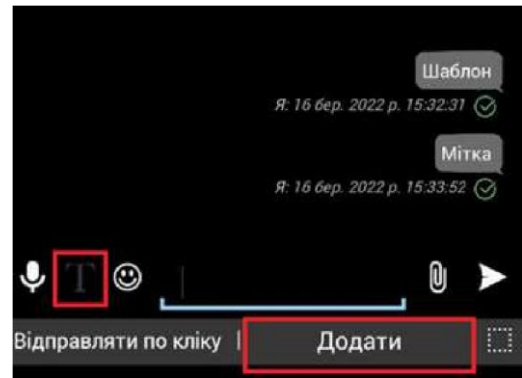 Шаблон
Я: 16 бер. 2022 р. 15:32:31
Мітка
Я: 16 бер. 2022 р. 15:33:52
T
Відправляти по кліку | Додати